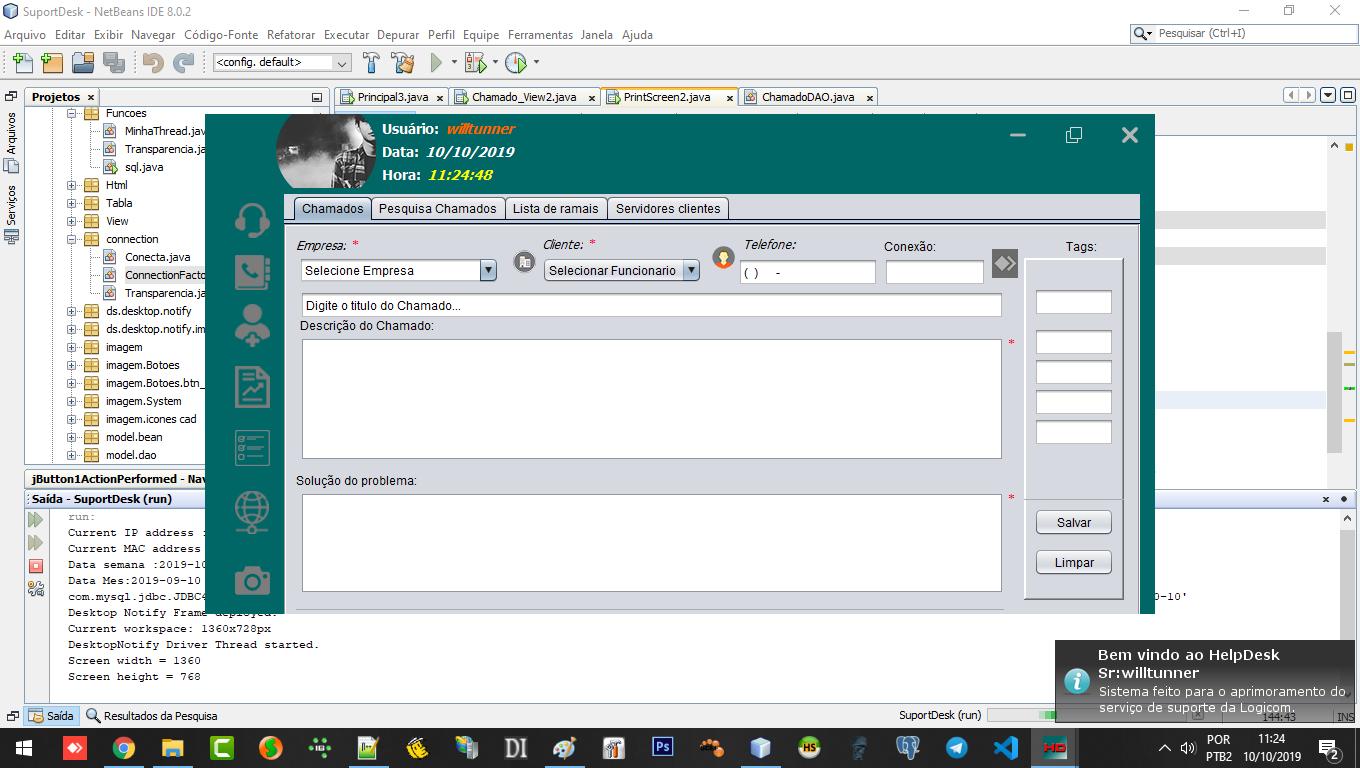 SuportDesk - NetBeans IDE 8.0.2
Arquivo Editar Exibir Navegar Código-Fonte Refatorar Executar Depurar Perfil Equipe Ferramentas Janela Ajuda
Pesquisar (Ctrl+I)
<config. default>
Projetos
Principal3.java
Chamado_View2.java
PrintScreen2.java
ChamadoDAO.java
Arquivos
Serviços
Funcoes
MinhaThread.jav
Transparencia.ja
sql.java
Html
Tabla
View
connection
Conecta.java
ConnectionFacto
Transparencia.ja
ds.desktop.notify
ds.desktop.notify.im
imagem
imagem.Botoes
imagem.Botoes.btn_
imagem.System
imagem.icones cad
model.bean
model.dao
Usuário: willtunner
Data: 10/10/2019
Hora: 11:24:48
Chamados
Pesquisa Chamados
Lista de ramais
Servidores clientes
Empresa: *
Cliente: *
Telefone:
Conexão:
Tags:
Selecione Empresa
Selecionar Funcionario
( ) -
Digite o titulo do Chamado...
Descrição do Chamado:
*
Solução do problema:
*
Salvar
Limpar
jButton1ActionPerformed - Nav
Saída - SuportDesk (run)
run:
Current IP address :
Current MAC address
Data semana :2019-10
Data Mes:2019-09-10
com.mysql.jdbc.JDBC4
0-10'
Desktop Notify Frame deployed.
Current workspace: 1360x728px
DesktopNotify Driver Thread started.
Screen width = 1360
Screen height = 768
Bem vindo ao HelpDesk
Sr:willtunner
Sistema feito para o aprimoramento do
serviço de suporte da Logicom.
Saída
Resultados da Pesquisa
SuportDesk (run)
144:43
INS
DI
Ps
HS
HD
POR
PTB2
11:24
10/10/2019
2